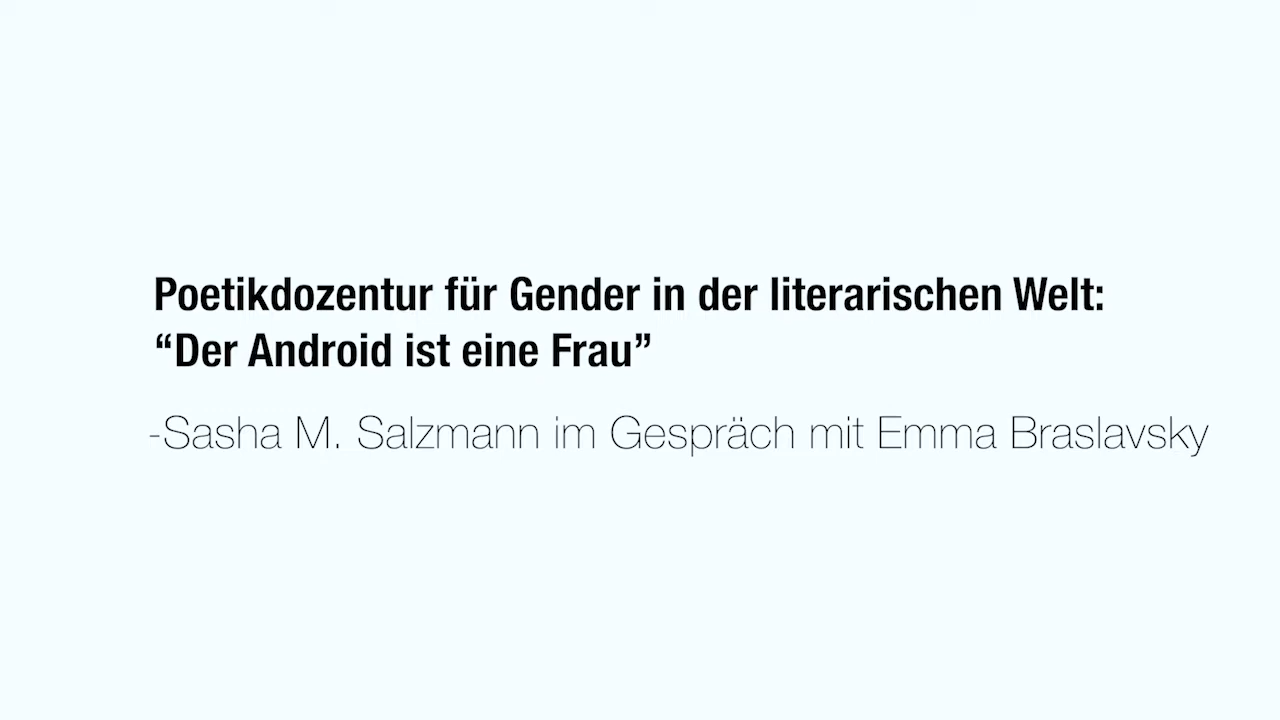 Poetikdozentur für Gender in der literarischen Welt:
“Der Android ist eine Frau”
-Sasha M. Salzmann im Gespräch mit Emma Braslavsky